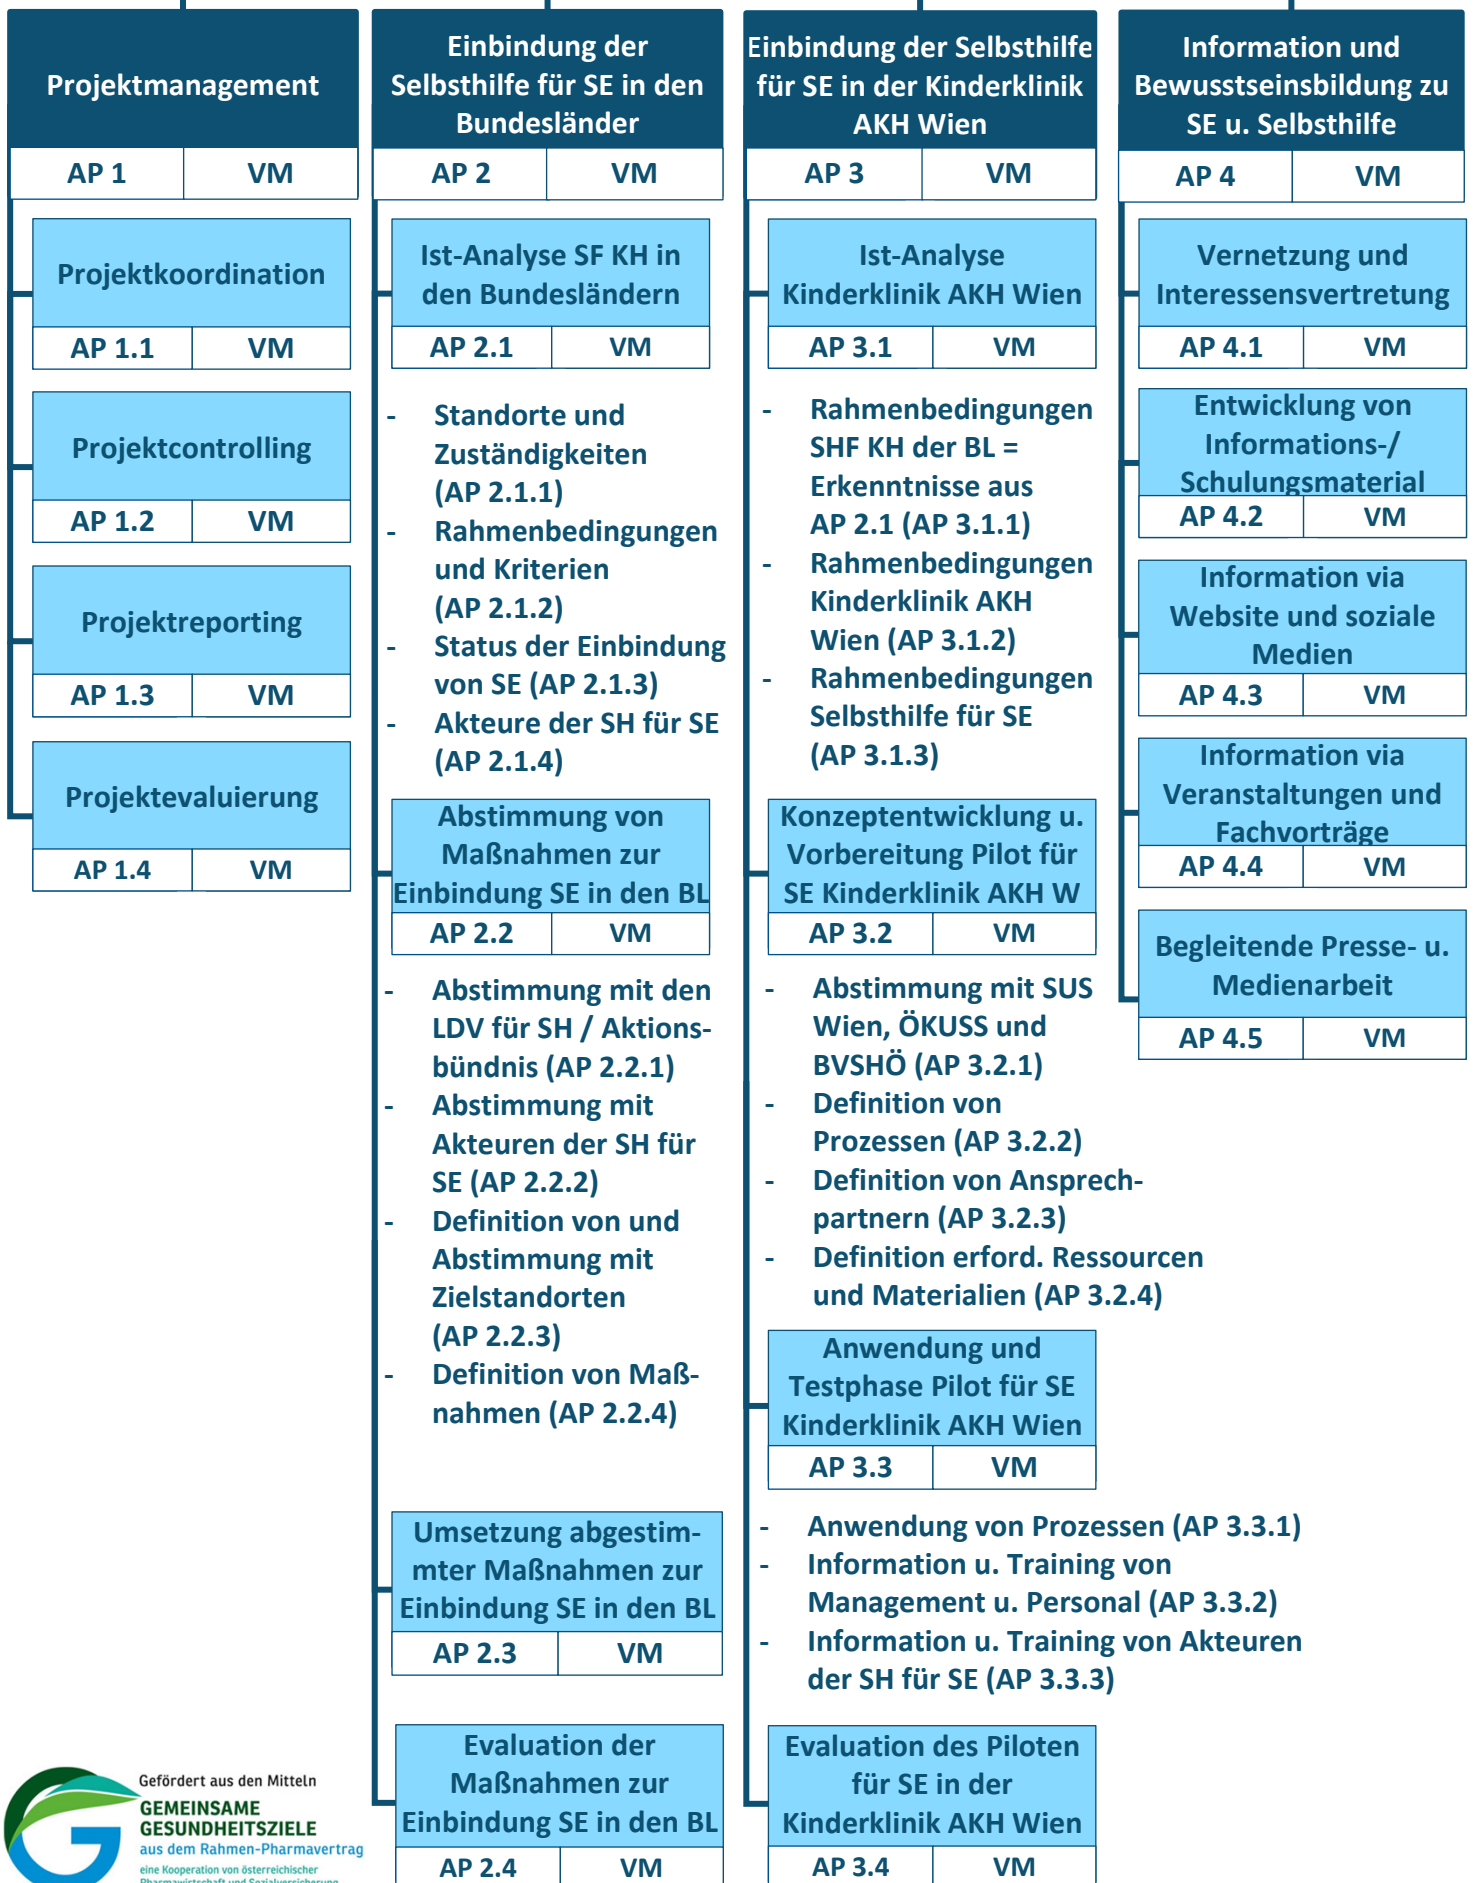 Projektmanagement
AP 1 VM
Projektkoordination
AP 1.1 VM
Projektcontrolling
AP 1.2 VM
Projektreporting
AP 1.3 VM
Projektevaluierung
AP 1.4 VM
Einbindung der
Selbsthilfe für SE in den
Bundesländer
AP 2 VM
Ist-Analyse SF KH in
den Bundesländern
AP 2.1 VM
- Standorte und
Zuständigkeiten
(AP 2.1.1)
- Rahmenbedingungen
und Kriterien
(AP 2.1.2)
- Status der Einbindung
von SE (AP 2.1.3)
- Akteure der SH für SE
(AP 2.1.4)
Abstimmung von
Maßnahmen zur
Einbindung SE in den BL
AP 2.2 VM
- Abstimmung mit den
LDV für SH / Aktions-
bündnis (AP 2.2.1)
- Abstimmung mit
Akteuren der SH für
SE (AP 2.2.2)
- Definition von und
Abstimmung mit
Zielstandorten
(AP 2.2.3)
- Definition von Maß-
nahmen (AP 2.2.4)
Umsetzung abgestim-
mter Maßnahmen zur
Einbindung SE in den BL
AP 2.3 VM
Evaluation der
Maßnahmen zur
Einbindung SE in den BL
AP 2.4 VM
Einbindung der Selbsthilfe
für SE in der Kinderklinik
AKH Wien
AP 3 VM
Ist-Analyse
Kinderklinik AKH Wien
AP 3.1 VM
- Rahmenbedingungen
SHF KH der BL =
Erkenntnisse aus
AP 2.1 (AP 3.1.1)
- Rahmenbedingungen
Kinderklinik AKH
Wien (AP 3.1.2)
- Rahmenbedingungen
Selbsthilfe für SE
(AP 3.1.3)
Konzeptentwicklung u.
Vorbereitung Pilot für
SE Kinderklinik AKH W
AP 3.2 VM
- Abstimmung mit SUS
Wien, ÖKUSS und
BVSHÖ (AP 3.2.1)
- Definition von
Prozessen (AP 3.2.2)
- Definition von Ansprech-
partnern (AP 3.2.3)
- Definition erford. Ressourcen
und Materialien (AP 3.2.4)
Anwendung und
Testphase Pilot für SE
Kinderklinik AKH Wien
AP 3.3 VM
- Anwendung von Prozessen (AP 3.3.1)
- Information u. Training von
Management u. Personal (AP 3.3.2)
- Information u. Training von Akteuren
der SH für SE (AP 3.3.3)
Evaluation des Piloten
für SE in der
Kinderklinik AKH Wien
AP 3.4 VM
Information und
Bewusstseinsbildung zu
SE u. Selbsthilfe
AP 4 VM
Vernetzung und
Interessensvertretung
AP 4.1 VM
Entwicklung von
Informations-/
Schulungsmaterial
AP 4.2 VM
Information via
Website und soziale
Medien
AP 4.3 VM
Information via
Veranstaltungen und
Fachvorträge
AP 4.4 VM
Begleitende Presse- u.
Medienarbeit
AP 4.5 VM
Gefördert aus den Mitteln
GEMEINSAME
GESUNDHEITSZIELE
aus dem Rahmen-Pharmavertrag
eine Kooperation von österreichischer
Pharmawirtschaft und Sozialversicherung